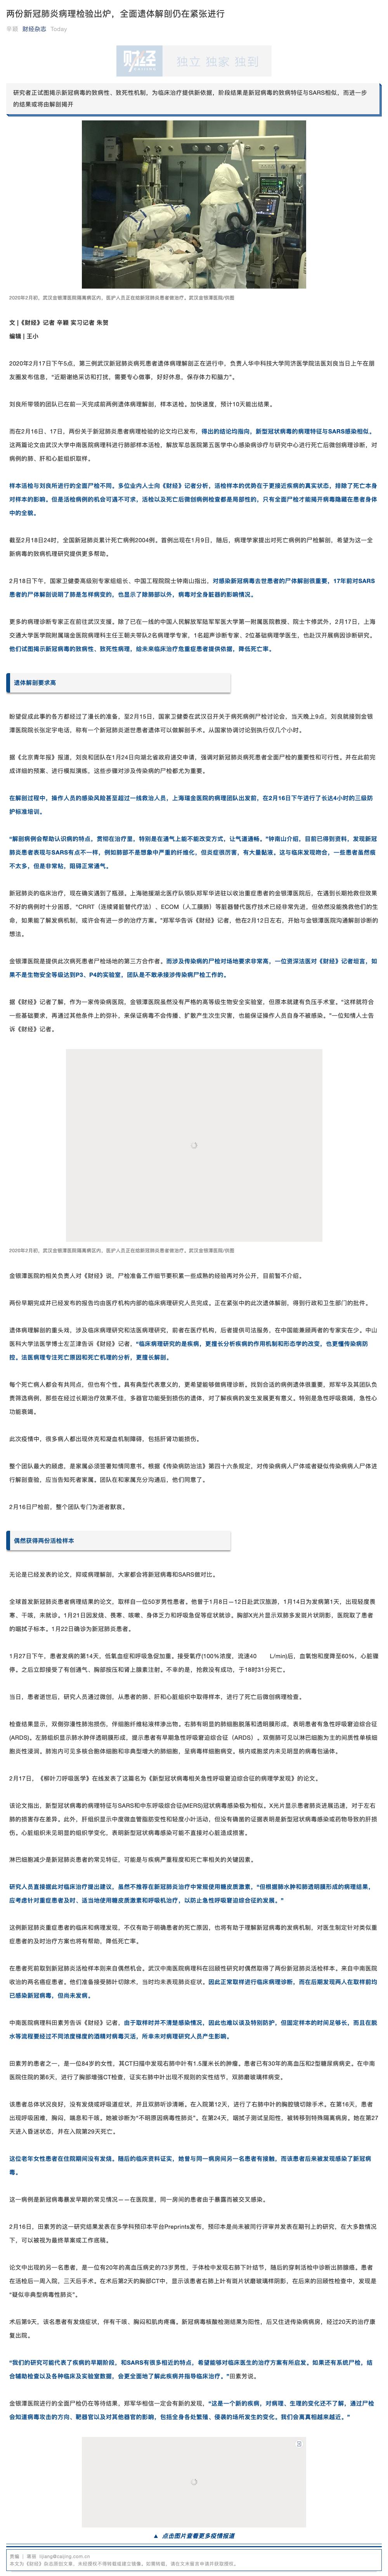 两份新冠肺炎病理检验出炉，全面遗体解剖仍在紧张进行
辛颖 财经杂志 Today
财经
独立 独家 独到
研究者正试图揭示新冠病毒的致病性、致死性机制，为临床治疗提供新依据，阶段结果是新冠病毒的致病特征与SARS相似，而进一步
的结果或将由解剖揭开
2020年2月初，武汉金银潭医院隔离病区内，医护人员正在给新冠肺炎患者做治疗。武汉金银潭医院/供图
文 |《财经》记者 辛颖 实习记者 朱贺
编辑 | 王小
2020年2月17日下午5点，第三例武汉新冠肺炎病死患者遗体病理解剖正在进行中，负责人华中科技大学同济医学院法医刘良当日上午在朋
友圈发布信息，“近期谢绝采访和打扰，需要专心做事，好好休息，保存体力和脑力”。
刘良所带领的团队已在前一天完成前两例遗体病理解剖，样本送检。加快速度，预计10天能出结果。
而在2月16日、17日，两份关于新冠肺炎患者病理检验的论文均已发布，得出的结论均指向，新型冠状病毒的病理特征与SARS感染相似。
这两篇论文由武汉大学中南医院病理科进行肺部样本活检，解放军总医院第五医学中心感染病诊疗与研究中心进行死亡后微创病理诊断，对
病例的肺、肝和心脏组织取样。
样本活检与刘良所进行的全面尸检不同。多位业内人士向《财经》记者分析，活检样本的优势在于更接近疾病的真实状态，排除了死亡本身
对样本的影响。但是活检病例的机会可遇不可求，活检以及死亡后微创病例检查都是局部性的，只有全面尸检才能揭开病毒隐藏在患者身体
中的全貌。
截至2月18日24时，全国新冠肺炎累计死亡病例2004例。首例出现在1月9日，随后，病理学家提出对死亡病例的尸检解剖，希望为这一全
新病毒的致病机理研究提供更多帮助。
2月18日下午，国家卫健委高级别专家组组长、中国工程院院士钟南山指出，对感染新冠病毒去世患者的尸体解剖很重要，17年前对SARS
患者的尸体解剖说明了肺是怎样病变的，也显示了除肺部以外，病毒对全身脏器的影响情况。
更多的病理诊断专家正在前往武汉支援。除了已在一线的中国人民解放军陆军军医大学第一附属医院教授、院士卞修武外，2月17日，上海
交通大学医学院附属瑞金医院病理科主任王朝夫带队2名病理学专家、1名超声诊断专家、2位基础病理学医生，也赴汉开展病因诊断研究。
他们试图揭示新冠病毒的致病性、致死性病理，给未来临床治疗危重症患者提供依据，降低死亡率。
遗体解剖要求高
盼望促成此事的各方都经过了漫长的准备。至2月15日，国家卫健委在武汉召开关于病死病例尸检讨论会，当天晚上9点，刘良就接到金银
潭医院院长张定宇电话，称有一个新冠肺炎逝世患者遗体可以做解剖手续。从国家协调讨论到执行仅几个小时。
据《北京青年报》报道，刘良和团队在1月24日向湖北省政府递交申请，强调对新冠肺炎病死患者全面尸检的重要性和可行性。并在此前完
成详细的预案、进行模拟演练，这些步骤对涉及传染病的尸检都尤为重要。
在解剖过程中，操作人员的感染风险甚至超过一线救治人员，上海瑞金医院的病理团队出发前，在2月16日下午进行了长达4小时的三级防
护标准培训。
“解剖病例会帮助认识病的特点，贯彻在治疗里。特别是在通气上能不能改变方式，让气道通畅。”钟南山介绍，目前已得到资料，发现新冠
肺炎患者表现与SARS有点不一样，例如肺部不是想象中严重的纤维化，但炎症很厉害，有大量黏液。这与临床发现吻合，一些患者虽然痰
不太多，但是非常粘，阻碍正常通气。
新冠肺炎的临床治疗，现在确实遇到了瓶颈。上海驰援湖北医疗队领队郑军华进驻以收治重症患者的金银潭医院后，在遇到长期抢救但效果
不好的病例时十分困惑，“CRRT（连续肾脏替代疗法）、ECOM（人工膜肺）等脏器替代医疗技术已经非常先进，但依然没能挽救他们的生
命，如果能了解发病机制，或许会有进一步的治疗方案。”郑军华告诉《财经》记者，他在2月12日左右，开始与金银潭医院沟通解剖诊断的
想法。
金银潭医院是提供此次病死患者尸检场地的第三方合作者。而涉及传染病的尸检对场地要求非常高，一位资深法医对《财经》记者坦言，如
果不是生物安全等级达到P3、P4的实验室，团队是不敢承接涉传染病尸检工作的。
据《财经》记者了解，作为一家传染病医院，金银潭医院虽然没有严格的高等级生物安全实验室，但原本就建有负压手术室。“这样就符合
一些基础要求，再通过其他条件上的弥补，来保证病毒不会传播、扩散产生次生灾害，也能保证操作人员自身不被感染。”一位知情人士告
诉《财经》记者。
2020年2月初，武汉金银潭医院隔离病区内，医护人员正在给新冠肺炎患者做治疗。武汉金银潭医院/供图
金银潭医院的相关负责人对《财经》说，尸检准备工作细节要积累一些成熟的经验再对外公开，目前暂不介绍。
两份早期完成并已经发布的报告均由医疗机构内部的临床病理研究人员完成。正在紧张中的此次遗体解剖，得到行政和卫生部门的批件。
遗体病理解剖的重头戏，涉及临床病理研究和法医病理研究，前者在医疗机构，后者提供司法服务，在中国能兼顾两者的专家实在少。中山
医科大学法医学博士左芷津告诉《财经》记者，“临床病理研究的是疾病，更擅长分析疾病的作用机制和形态学的改变，也更懂传染病防
控。法医病理专注死亡原因和死亡机理的分析，更擅长解剖。
每个死亡病人都会有共同点，但也有个性。具有典型代表意义的，更希望能够做病理诊断。找到合适的病例遗体很重要，郑军华及其团队负
责筛选病例，那些在经过长期治疗效果不佳，多器官功能受到损伤的遗体，对了解疾病的发生发展更有意义。特别是急性呼吸衰竭、急性心
功能衰竭。
此次疫情中，很多病人都出现休克和凝血机制障碍，包括肝肾功能损伤。
整个团队最大的硕虑，是家属必须签署知情同意书。根据《传染病防治法》第四十六条规定，对传染病病人尸体或者疑似传染病病人尸体进
行解剖查验，应当告知死者家属。团队在和家属充分沟通后，他们同意了。
2月16日尸检前，整个团队专门为逝者默哀。
偶然获得两份活检样本
无论是已经发表的论文，抑或病理解剖，大家都会将新冠病毒和SARS做对比。
全球首发新冠肺炎患者病理结果的论文，取样自一位50岁男性患者。他曾于1月8日—12日赴武汉旅游，1月14日为发病第1天，出现轻度畏
寒、干咳，未就诊。1月21日因发烧、畏寒、咳嗽、身体乏力和呼吸急促等症状就诊。胸部X光片显示双肺多发斑片状阴影，医院取了患者
的咽拭子标本。1月22日确诊为新冠肺炎患者。
1月27日下午，患者发病的第14天，低氧血症和呼吸急促加重。接受氧疗(100%浓度，流速40 L/min)后，血氧饱和度降至60%，心脏骤
停。之后立即接受了有创通气、胸部按压和肾上腺素注射。不幸的是，抢救没有成功，于18时31分死亡。
当日，患者逝世后，研究人员通过微创，从患者的肺、肝和心脏组织中取得样本，进行了死亡后微创病理检查。
检查结果显示，双侧弥漫性肺泡损伤，伴细胞纤维粘液样渗出物。右肺有明显的肺细胞脱落和透明膜形成，表明患者有急性呼吸窘迫综合征
(ARDS)。左肺组织显示肺水肿伴透明膜形成，提示患者有早期急性呼吸窘迫综合征（ARDS）。双侧肺可见以淋巴细胞为主的间质性单核细
胞炎性浸润。肺泡内可见多核合胞体细胞和非典型增大的肺细胞，呈病毒样细胞病变。核内或胞浆内未见明显的病毒包涵体。
2月17日，《柳叶刀呼吸医学》在线发表了这篇名为《新型冠状病毒相关急性呼吸窘迫综合征的病理学发现》的论文。
该论文指出，新型冠状病毒的病理特征与SARS和中东呼吸综合征(MERS)冠状病毒感染极为相似。X光片显示患者肺炎进展迅速，对于左右
肺的损害存在差异。此外，肝组织显示中度微血管脂肪变性和轻度小叶活动，但没有确凿的证据表明是新型冠状病毒感染或药物导致的肝损
伤。心脏组织未见明显的组织学变化，表明新型冠状病毒感染可能不直接对心脏造成损害。
淋巴细胞减少是新冠肺炎患者的常见特征，可能是与疾病严重程度和死亡率相关的关键因素。
研究人员直接据此对临床治疗提出建议，虽然不推荐在新冠肺炎治疗中常规使用糖皮质激素，“但根据肺水肿和肺透明膜形成的病理结果，
应考虑针对重症患者及时、适当地使用糖皮质激素和呼吸机治疗，以防止急性呼吸窘迫综合征的发展。”
这例新冠肺炎重症患者的临床和病理发现，不仅有助于明确患者的死亡原因，也将有助于理解新冠病毒的发病机制，对医生制定针对类似重
症患者的及时治疗方案也将有帮助，降低死亡率。
在患者死前取到新冠肺炎活检样本则来自偶然机会。武汉中南医院病理科在回顾性研究时偶然取得了两份新冠肺炎活检样本，来自中南医院
收治的两名癌症患者。他们准备接受肺叶切除术，当时均未表现肺炎症状。因此正常取样进行临床病理诊断，而在后期发现两人在取样前均
已感染新冠病毒，但尚未发病。
中南医院病理科田素芳告诉《财经》记者，由于取样时并不清楚感染情况，因此也难以谈及特别防护，但固定样本的时间足够长，而且在脱
水等流程要经过不同浓度梯度的酒精对病毒灭活，所幸未对病理研究人员产生影响。
田素芳的患者之一，是一位84岁的女性，其CT扫描中发现右肺中叶有1.5厘米长的肿瘤。患者已有30年的高血压和2型糖尿病病史。在中南
医院住院的第6天，进行了胸部增强CT检查，证实右肺中叶出现不规则的实性结节，双肺磨玻璃样病变。
该患者总体状况良好，没有发烧或呼吸道症状，并且双肺听诊清晰。在入院第12天，进行了右肺中叶的胸腔镜切除手术。在第16天，患者
出现呼吸困难，胸闷，喘息和干咳。她被诊断为“不明原因病毒性肺炎”。在第24天，咽拭子测试呈阳性，被转移到特殊隔离病房。她在第27
天进入昏迷状态，并在入院第29天死亡。
这位老年女性患者在住院期间没有发烧。随后的临床资料证实，她曾与同一病房间另一名患者有接触，而该患者后来被发现感染了新冠病
毒。
这一病例是新冠病毒暴发早期的常见情况——在医院里，同一房间的患者由于暴露而被交叉感染。
2月16日，田素芳的这一研究结果发表在多学科预印本平台Preprints发布，预印本是尚未被同行评审并发表在期刊上的研究，在大多数情况
下，可以被视为最终草案或工作底稿。
论文中出现的另一名患者，是一位有20年的高血压病史的73岁男性，于体检中发现右肺下叶结节，随后的穿刺活检中诊断出肺腺癌。患者
在活检后一周入院，三天后手术。在术后第2天的胸部CT中，显示该患者右肺上叶有斑片状磨玻璃样阴影，在后来的回顾性检查中，发现是
“疑似非典型病毒性肺炎”。
术后第9天，该名患者有发烧症状，伴有干咳、胸闷和肌肉疼痛。新冠病毒核酸检测结果为阳性，后又住进传染病病房，经过20天的治疗康
复出院。
“我们的研究可能代表了疾病的早期阶段，和SARS有很多相近的特点，希望能够对临床医生的治疗方案有所启发。如果还有系统尸检，结
合辅助检查以及各种临床及实验室数据，会更全面地了解此疾病并指导临床治疗。”田素芳说。
金银潭医院进行的全面尸检仍在等待结果，郑军华相信一定会有新的发现，“这是一个新的疾病，对病理、生理的变化还不了解，通过尸检
会知道病毒攻击的方向、靶器官以及对其他器官的影响，包括全身各处繁殖、侵袭的场所发生的变化。我们会离真相越来越近。”
▲ 点击图片查看更多疫情报道
责编 | 蒋丽 lijiang@caijing.com.cn
本文为《财经》杂志原创文章，未经授权不得转载或建立镜像。如需转载，请在文末留言申请并获取授权。